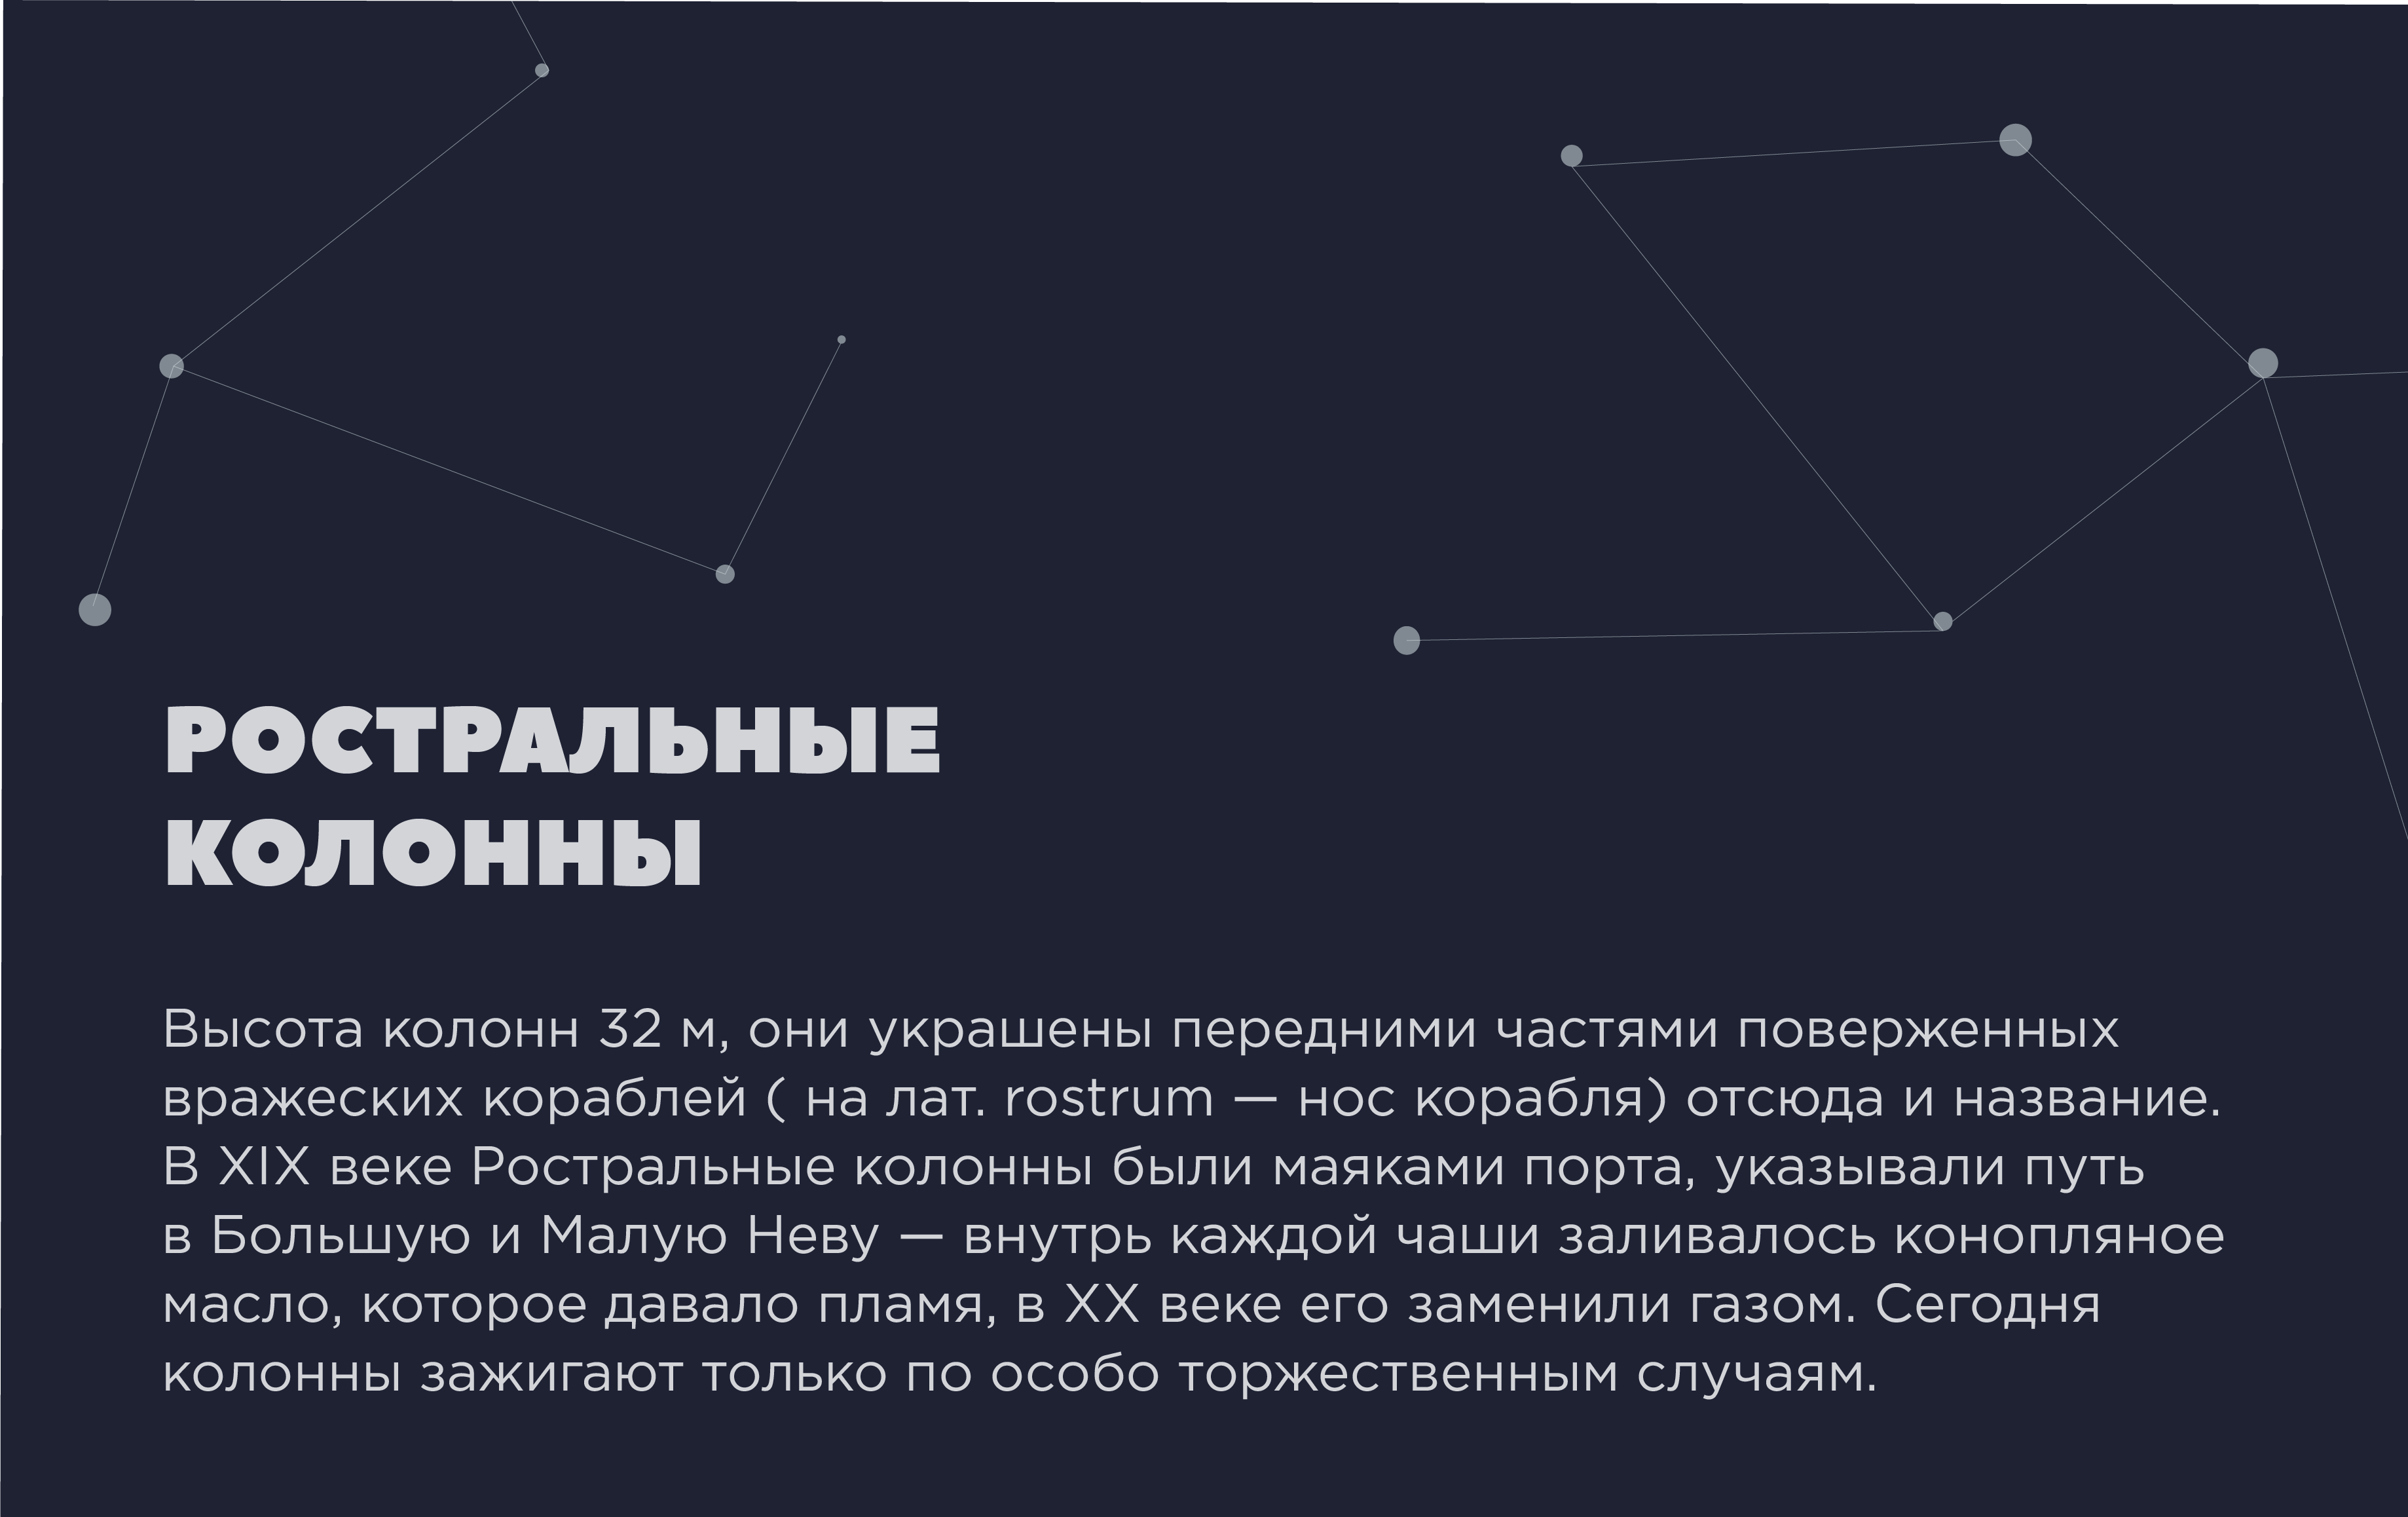 РОСТРАЛЬНЫЕ
КОЛОННЫ
Высота колонн 32 м, они украшены передними частями поверженных
вражеских кораблей ( на лат. rostrum — нос корабля) отсюда и название.
В XIX веке Ростральные колонны были маяками порта, указывали путь
в Большую и Малую Неву — внутрь каждой чаши заливалось конопляное
масло, которое давало пламя, в XX веке его заменили газом. Сегодня
колонны зажигают только по особо торжественным случаям.